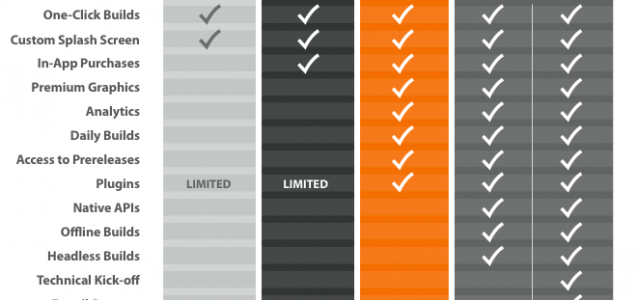 One-Click Builds
Custom Splash Screen
In-App Purchases
Premium Graphics
Analytics
Daily Builds
Access to Prereleases
Plugins LIMITED LIMITED
Native APIs
Offline Builds
Headless Builds
Technical Kick-off